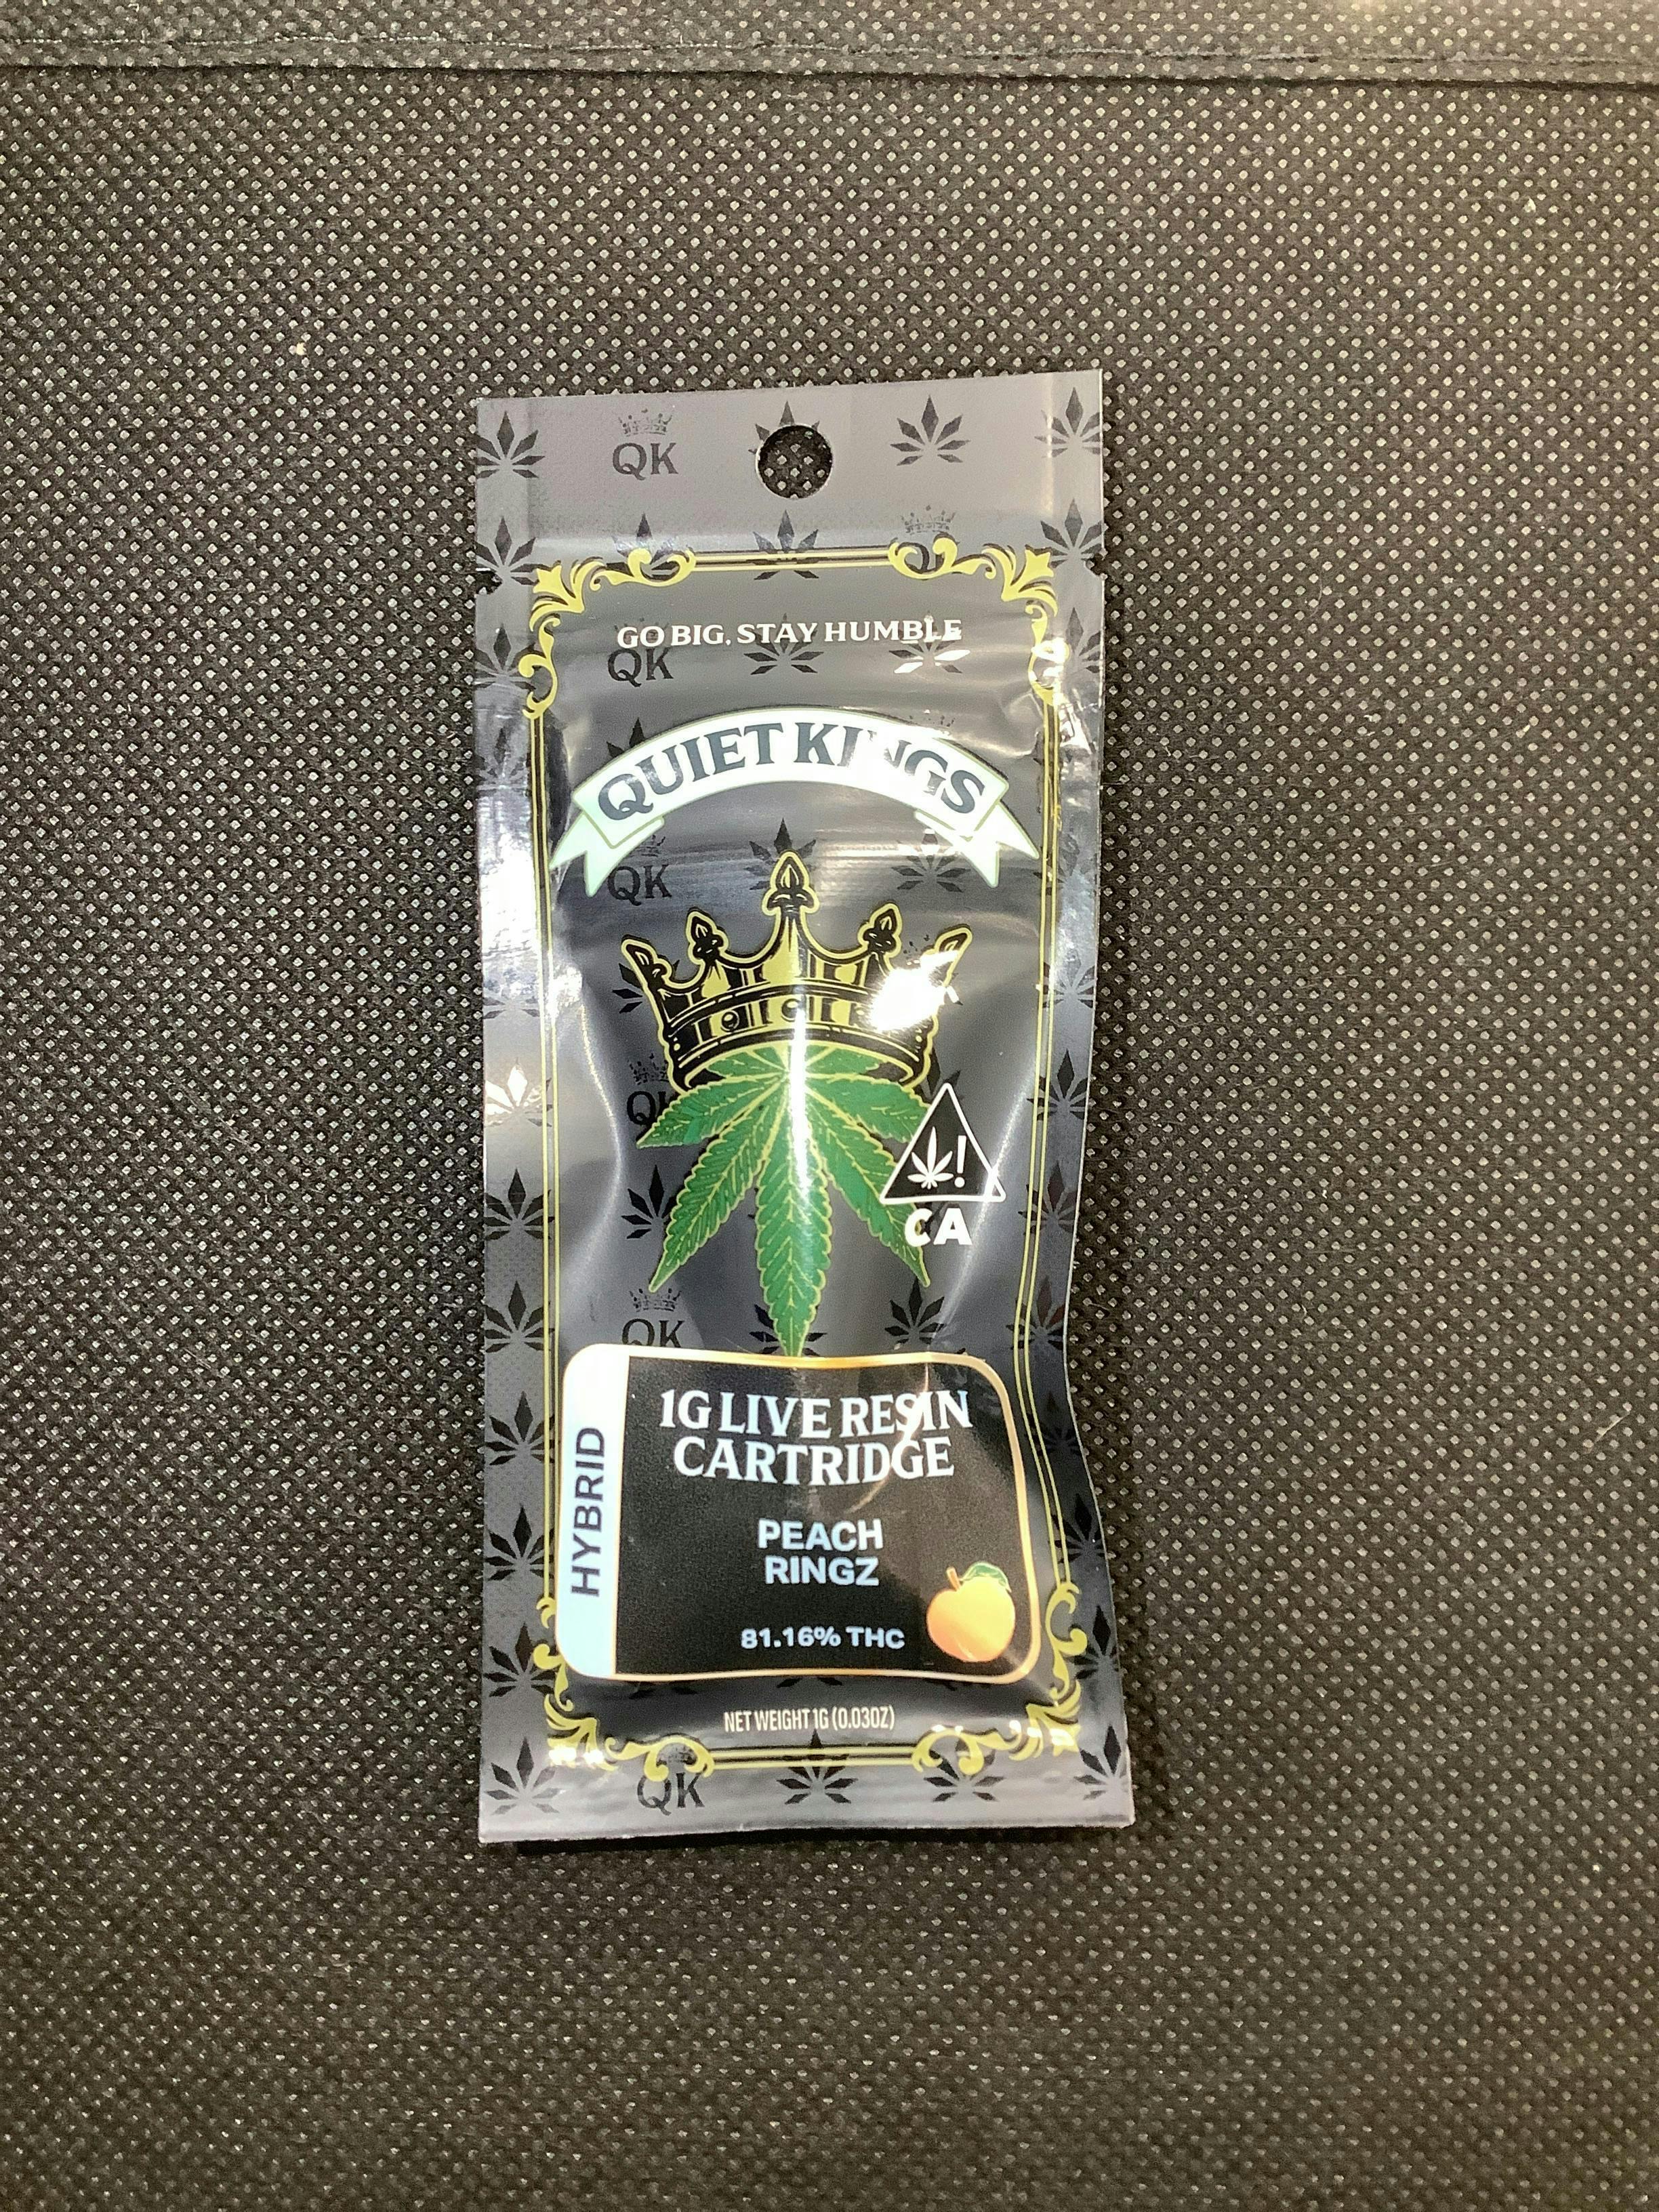 QK
GO BIG, STAY HUMBLE
QK
QUIET KINGS
QK
QK
CA
QK
HYBRID
1G LIVE RESIN
CARTRIDGE
PEACH
RINGZ
81.16% THC
NET WEIGHT 1G (0.03OZ)
QK